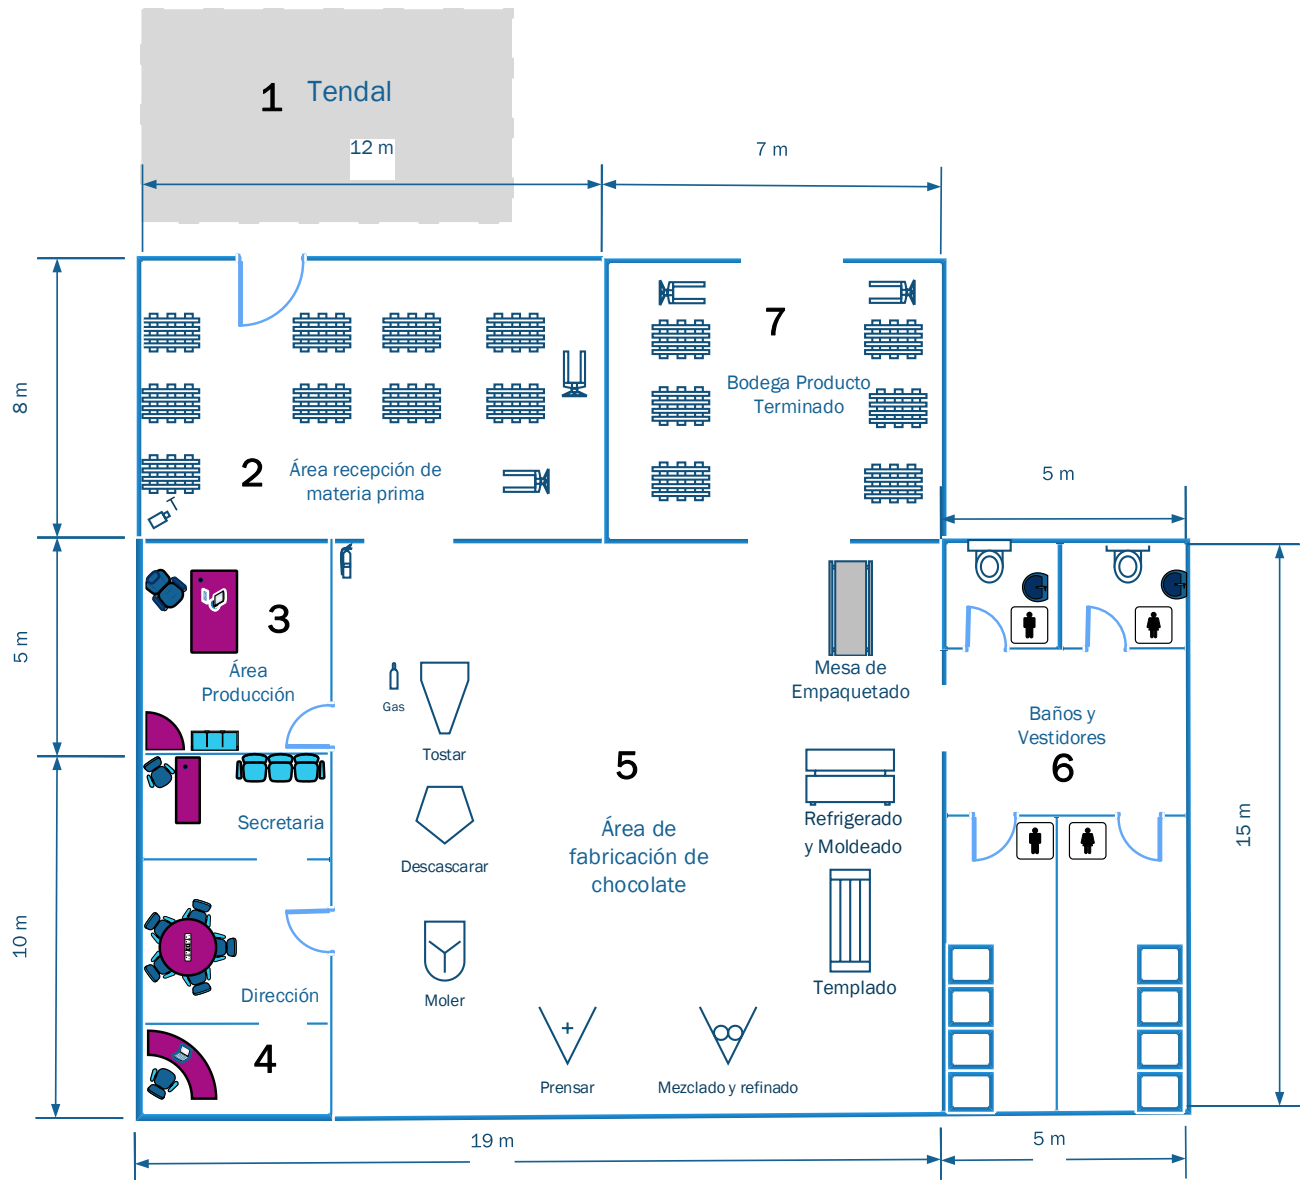 1 Tendal
12 m
7 m
8 m
7
Bodega Producto
Terminado
2
Área recepción de
materia prima
5 m
5 m
3
Área
Producción
Gas
Tostar
Mesa de
Empaquetado
Baños y
Vestidores
6
5
Área de
fabricación de
chocolate
Secretaria
Descascarar
Refrigerado
y Moldeado
15 m
10 m
Dirección
4
Moler
Templado
Prensar
Mezclado y refinado
19 m
5 m